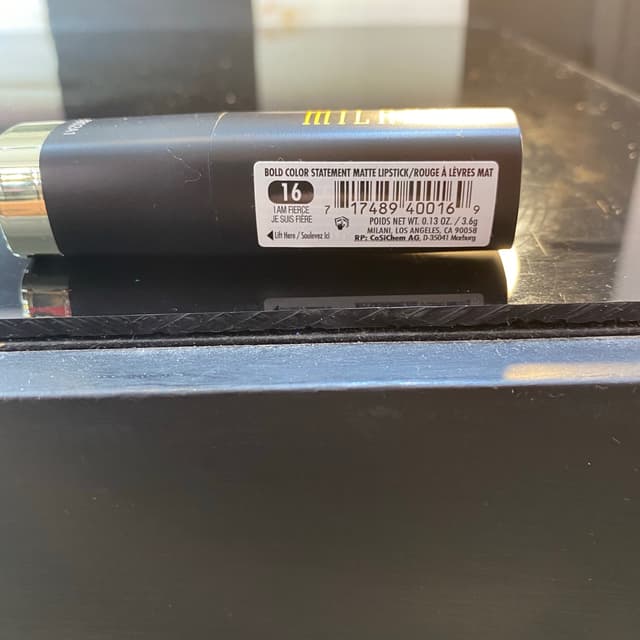 BOLD COLOR STATEMENT MATTE LIPSTICK/ROUGE À LÈVRES MAT
16
I AM FIERCE
JE SUIS FIÈRE
◀Lift Here / Soulevez Ici
7 17489 40016 9
POIDS NET WT. 0.13 OZ. / 3.6g
MILANI, LOS ANGELES, CA 90058
RP: CoSiChem AG, D-35041 Marburg